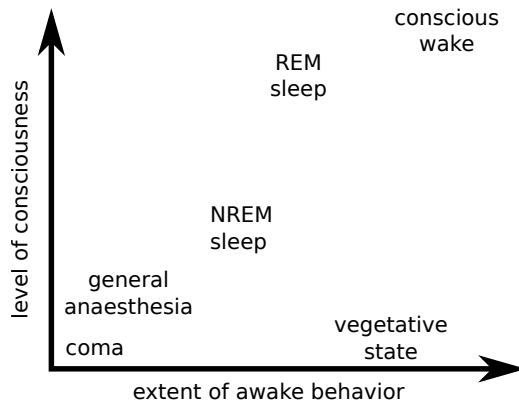 conscious
wake
REM
sleep
NREM
sleep
general
anaesthesia
vegetative
state
coma
level of consciousness
extent of awake behavior